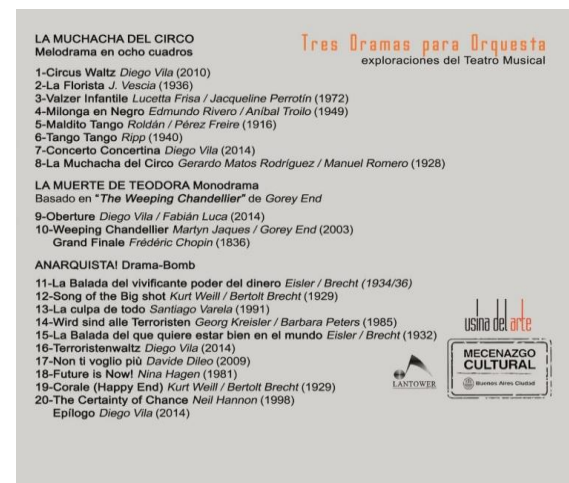 LA MUCHACHA DEL CIRCO
Melodrama en ocho cuadros
Tres Dramas para Orquesta
exploraciones del Teatro Musical
1-Circus Waltz Diego Vila (2010)
2-La Florista J. Vescia (1936)
3-Valzer Infantile Lucetta Frisa / Jacqueline Perrotín (1972)
4-Milonga en Negro Edmundo Rivero / Aníbal Troilo (1949)
5-Maldito Tango Roldán / Pérez Freire (1916)
6-Tango Tango Ripp (1940)
7-Concerto Concertina Diego Vila (2014)
8-La Muchacha del Circo Gerardo Matos Rodríguez / Manuel Romero (1928)
LA MUERTE DE TEODORA Monodrama
Basado en "The Weeping Chandellier" de Gorey End
9-Oberture Diego Vila / Fabián Luca (2014)
10-Weeping Chandellier Martyn Jaques / Gorey End (2003)
Grand Finale Frédéric Chopin (1836)
ANARQUISTA! Drama-Bomb
11-La Balada del vivificante poder del dinero Eisler / Brecht (1934/36)
12-Song of the Big shot Kurt Weill / Bertolt Brecht (1929)
13-La culpa de todo Santiago Varela (1991)
14-Wird sind alle Terroristen Georg Kreisler / Barbara Peters (1985)
15-La Balada del que quiere estar bien en el mundo Eisler / Brecht (1932)
16-Terroristenwaltz Diego Vila (2014)
17-Non ti voglio più Davide Dileo (2009)
18-Future is Now! Nina Hagen (1981)
19-Corale (Happy End) Kurt Weill / Bertolt Brecht (1929)
20-The Certainty of Chance Neil Hannon (1998)
Epílogo Diego Vila (2014)
LANTOWER
usina del arte
MECENAZGO
CULTURAL
Buenos Aires Ciudad